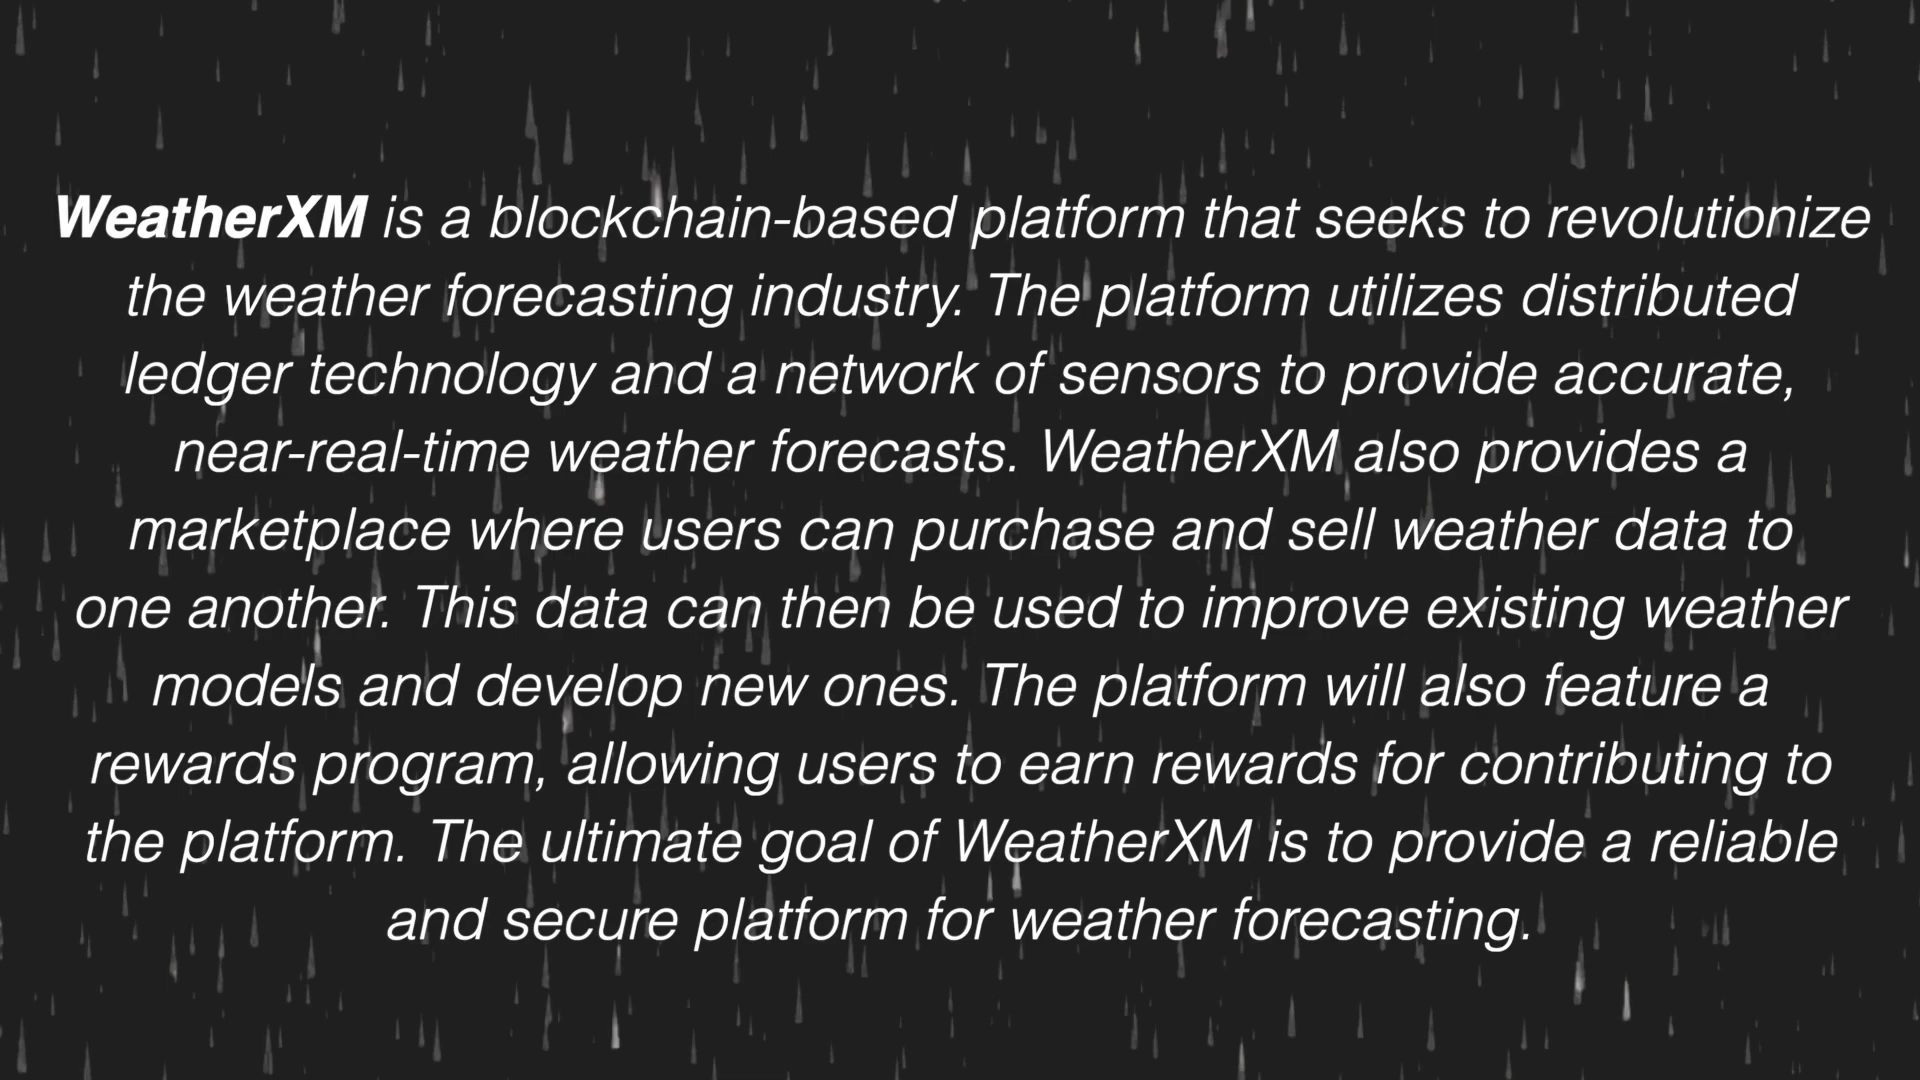 WeatherXM is a blockchain-based platform that seeks to revolutionize
the weather forecasting industry. The platform utilizes distributed
ledger technology and a network of sensors to provide accurate,
near-real-time weather forecasts. WeatherXM also provides a
marketplace where users can purchase and sell weather data to
one another. This data can then be used to improve existing weather
models and develop new ones. The platform will also feature a
rewards program, allowing users to earn rewards for contributing to
the platform. The ultimate goal of WeatherXM is to provide a reliable
and secure platform for weather forecasting.